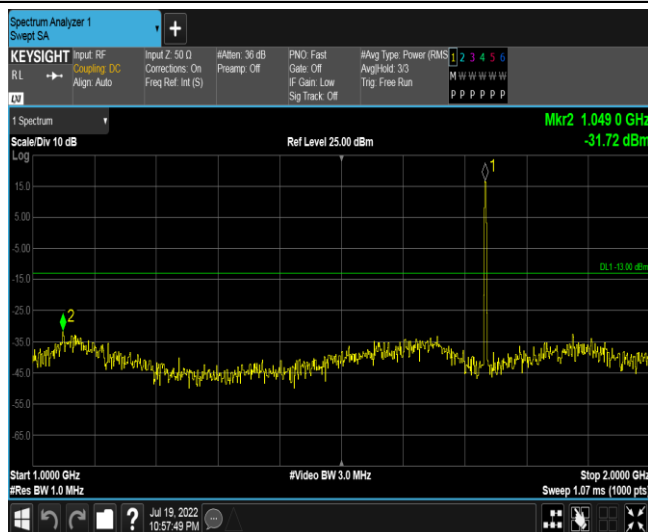 Spectrum Analyzer 1
Swept SA
+
KEYSIGHT
RL
LXI
Input: RF
Coupling: DC
Align: Auto
Input Z: 50 Ω
Corrections: On
Freq Ref: Int (S)
#Atten: 36 dB
Preamp: Off
PNO: Fast
Gate: Off
IF Gain: Low
Sig Track: Off
#Avg Type: Power (RMS
Avg|Hold: 3/3
Trig: Free Run
1 2 3 4 5 6
M W W W W W
P P P P P P
1 Spectrum
Mkr2 1.049 0 GHz
Scale/Div 10 dB
Ref Level 25.00 dBm
-31.72 dBm
Log
1
15.0
5.00
-5.00
DL1 -13.00 dBm
-15.0
-25.0
2
-35.0
-45.0
-55.0
-65.0
Start 1.0000 GHz
#Video BW 3.0 MHz
Stop 2.0000 GHz
#Res BW 1.0 MHz
Sweep 1.07 ms (1000 pts)
?
Jul 19, 2022
10:57:49 PM